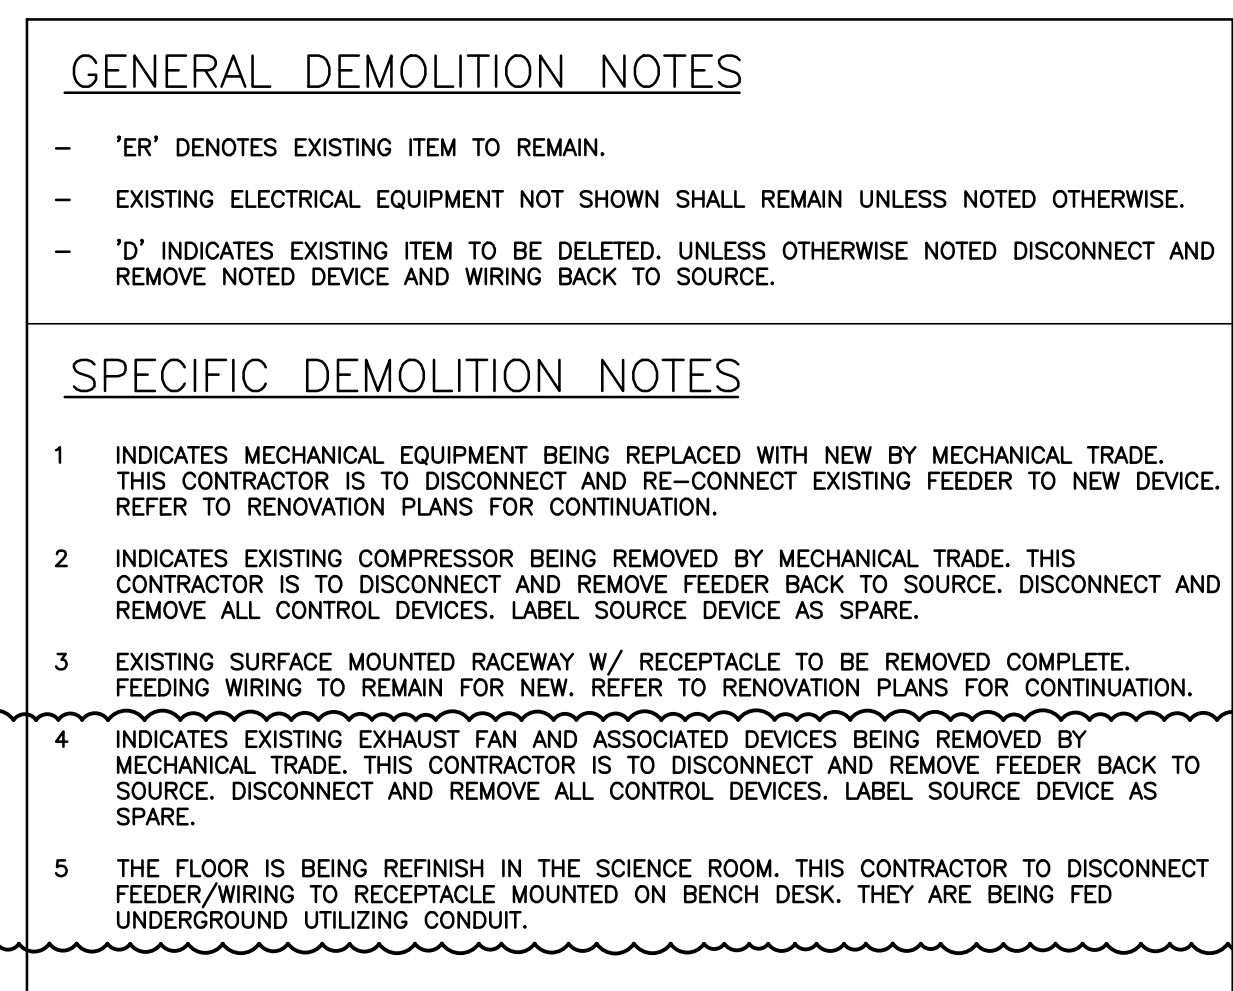 GENERAL DEMOLITION NOTES
– 'ER' DENOTES EXISTING ITEM TO REMAIN.
– EXISTING ELECTRICAL EQUIPMENT NOT SHOWN SHALL REMAIN UNLESS NOTED OTHERWISE.
– 'D' INDICATES EXISTING ITEM TO BE DELETED. UNLESS OTHERWISE NOTED DISCONNECT AND
REMOVE NOTED DEVICE AND WIRING BACK TO SOURCE.
SPECIFIC DEMOLITION NOTES
1 INDICATES MECHANICAL EQUIPMENT BEING REPLACED WITH NEW BY MECHANICAL TRADE.
THIS CONTRACTOR IS TO DISCONNECT AND RE–CONNECT EXISTING FEEDER TO NEW DEVICE.
REFER TO RENOVATION PLANS FOR CONTINUATION.
2 INDICATES EXISTING COMPRESSOR BEING REMOVED BY MECHANICAL TRADE. THIS
CONTRACTOR IS TO DISCONNECT AND REMOVE FEEDER BACK TO SOURCE. DISCONNECT AND
REMOVE ALL CONTROL DEVICES. LABEL SOURCE DEVICE AS SPARE.
3 EXISTING SURFACE MOUNTED RACEWAY W/ RECEPTACLE TO BE REMOVED COMPLETE.
FEEDING WIRING TO REMAIN FOR NEW. REFER TO RENOVATION PLANS FOR CONTINUATION.
4 INDICATES EXISTING EXHAUST FAN AND ASSOCIATED DEVICES BEING REMOVED BY
MECHANICAL TRADE. THIS CONTRACTOR IS TO DISCONNECT AND REMOVE FEEDER BACK TO
SOURCE. DISCONNECT AND REMOVE ALL CONTROL DEVICES. LABEL SOURCE DEVICE AS
SPARE.
5 THE FLOOR IS BEING REFINISH IN THE SCIENCE ROOM. THIS CONTRACTOR TO DISCONNECT
FEEDER/WIRING TO RECEPTACLE MOUNTED ON BENCH DESK. THEY ARE BEING FED
UNDERGROUND UTILIZING CONDUIT.